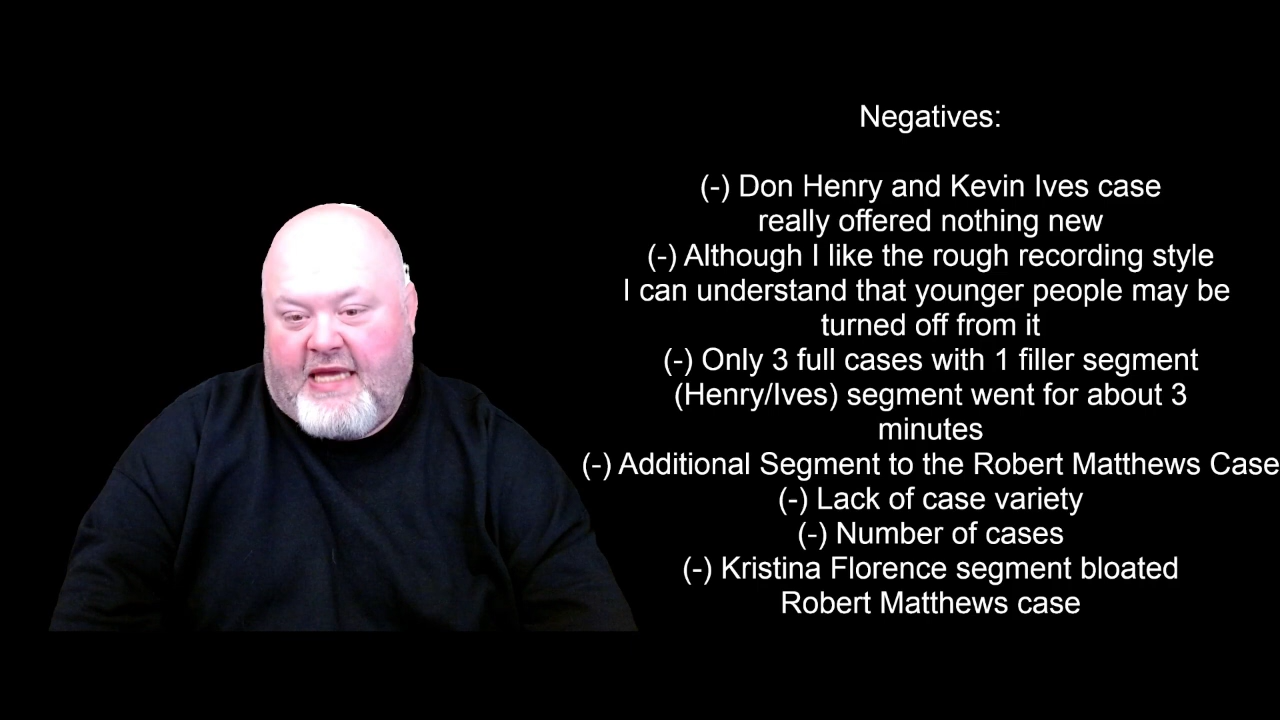 Negatives:
(-) Don Henry and Kevin Ives case
really offered nothing new
(-) Although I like the rough recording style
I can understand that younger people may be
turned off from it
(-) Only 3 full cases with 1 filler segment
(Henry/Ives) segment went for about 3
minutes
(-) Additional Segment to the Robert Matthews Case
(-) Lack of case variety
(-) Number of cases
(-) Kristina Florence segment bloated
Robert Matthews case